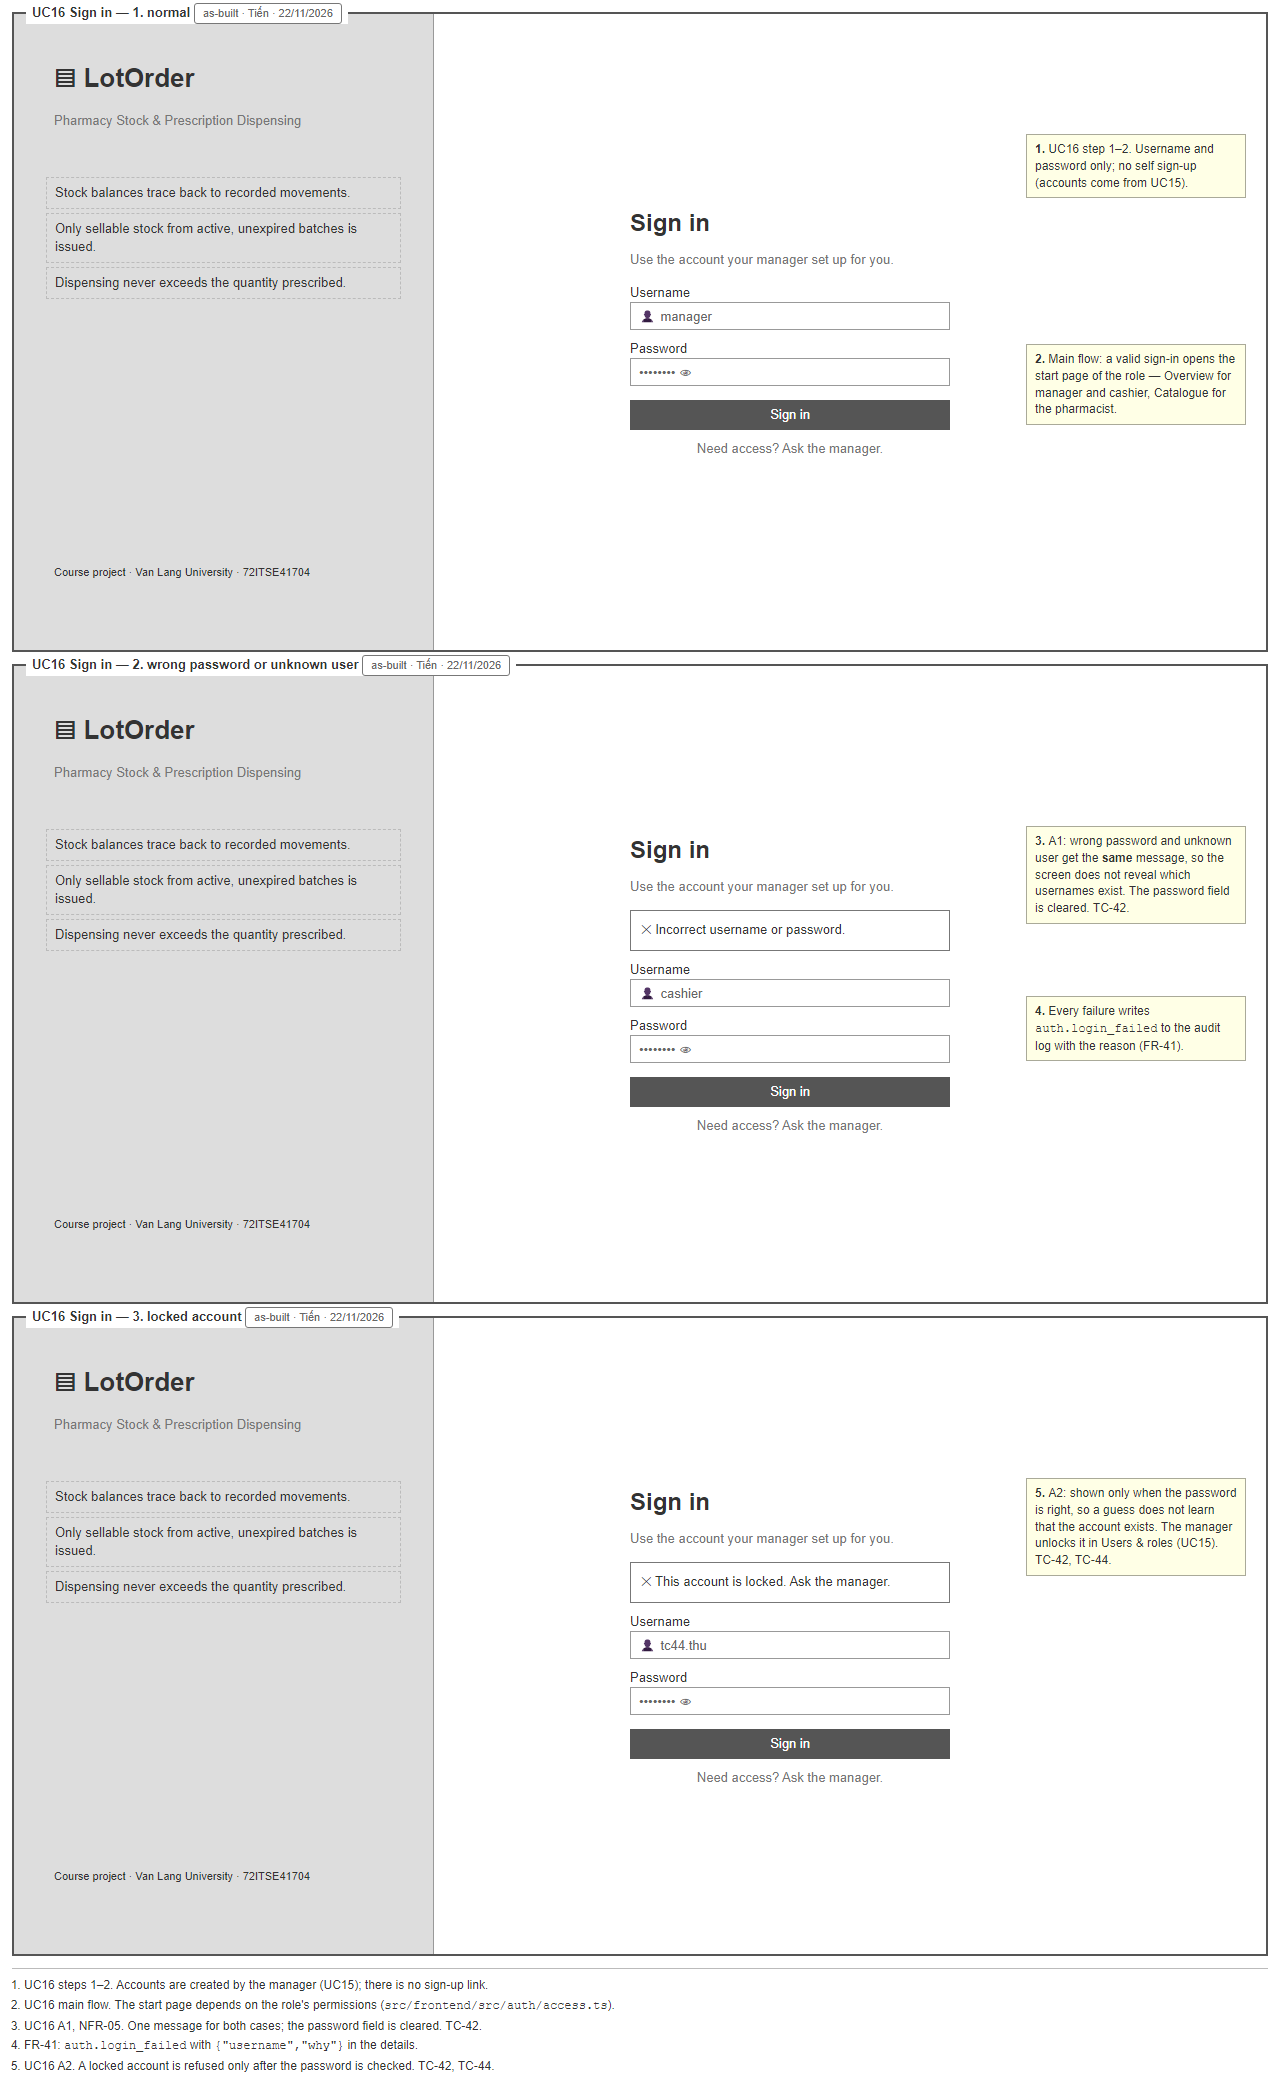 UC16 Sign in — 1. normal as-built · Tiến · 22/11/2026
LotOrder
Pharmacy Stock & Prescription Dispensing
Stock balances trace back to recorded movements.
Only sellable stock from active, unexpired batches is
issued.
Dispensing never exceeds the quantity prescribed.
Course project · Van Lang University · 72ITSE41704
Sign in
Use the account your manager set up for you.
Username
manager
Password
••••••••
Sign in
Need access? Ask the manager.
1. UC16 step 1–2. Username and
password only; no self sign-up
(accounts come from UC15).
2. Main flow: a valid sign-in opens the
start page of the role — Overview for
manager and cashier, Catalogue for
the pharmacist.
UC16 Sign in — 2. wrong password or unknown user as-built · Tiến · 22/11/2026
LotOrder
Pharmacy Stock & Prescription Dispensing
Stock balances trace back to recorded movements.
Only sellable stock from active, unexpired batches is
issued.
Dispensing never exceeds the quantity prescribed.
Course project · Van Lang University · 72ITSE41704
Sign in
Use the account your manager set up for you.
Incorrect username or password.
Username
cashier
Password
••••••••
Sign in
Need access? Ask the manager.
3. A1: wrong password and unknown
user get the same message, so the
screen does not reveal which
usernames exist. The password field
is cleared. TC-42.
4. Every failure writes
auth.login_failed to the audit
log with the reason (FR-41).
UC16 Sign in — 3. locked account as-built · Tiến · 22/11/2026
LotOrder
Pharmacy Stock & Prescription Dispensing
Stock balances trace back to recorded movements.
Only sellable stock from active, unexpired batches is
issued.
Dispensing never exceeds the quantity prescribed.
Course project · Van Lang University · 72ITSE41704
Sign in
Use the account your manager set up for you.
This account is locked. Ask the manager.
Username
tc44.thu
Password
••••••••
Sign in
Need access? Ask the manager.
5. A2: shown only when the password
is right, so a guess does not learn
that the account exists. The manager
unlocks it in Users & roles (UC15).
TC-42, TC-44.
1. UC16 steps 1–2. Accounts are created by the manager (UC15); there is no sign-up link.
2. UC16 main flow. The start page depends on the role's permissions (src/frontend/src/auth/access.ts).
3. UC16 A1, NFR-05. One message for both cases; the password field is cleared. TC-42.
4. FR-41: auth.login_failed with {"username","why"} in the details.
5. UC16 A2. A locked account is refused only after the password is checked. TC-42, TC-44.